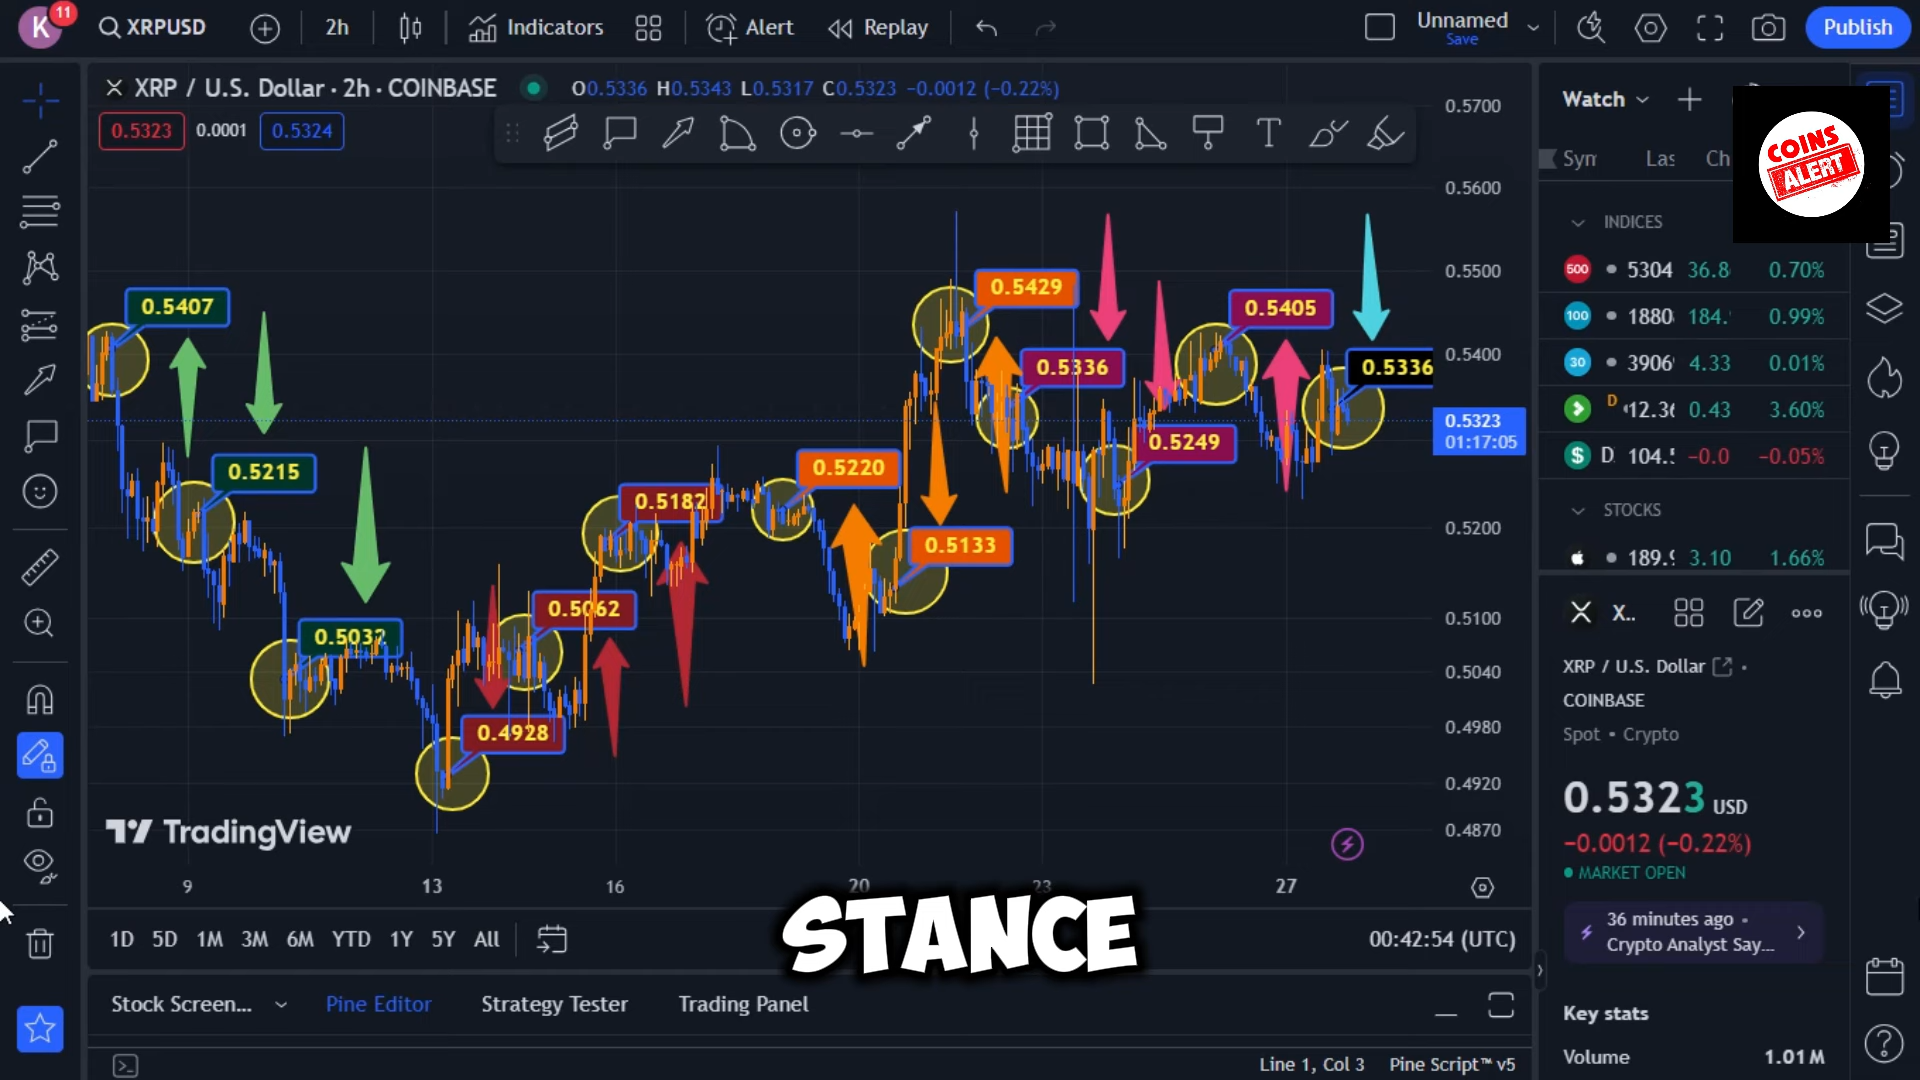 K
11
XRPUSD
2h
Indicators
Alert
Replay
Unnamed
Save
Publish
XRP / U.S. Dollar · 2h · COINBASE
O0.5336 H0.5343 L0.5317 C0.5323 −0.0012 (−0.22%)
0.5323
0.0001
0.5324
T
Watch
COINS
ALERT
Syn
Las
Ch
INDICES
500
5304
36.8
0.70%
100
1880
184.
0.99%
30
3906
4.33
0.01%
D
12.36
0.43
3.60%
$
D
104.5
−0.0
−0.05%
STOCKS
189.9
3.10
1.66%
0.5700
0.5600
0.5500
0.5400
0.5323
01:17:05
0.5200
0.5100
0.5040
0.4980
0.4920
0.4870
0.5407
0.5215
0.5032
0.4928
0.5062
0.5182
0.5220
0.5133
0.5429
0.5336
0.5249
0.5405
0.5336
TradingView
9
13
16
20
23
27
X..
XRP / U.S. Dollar
COINBASE
Spot • Crypto
0.5323 USD
−0.0012 (−0.22%)
MARKET OPEN
36 minutes ago •
Crypto Analyst Say...
Key stats
Volume
1.01M
STANCE
1D 5D 1M 3M 6M YTD 1Y 5Y All
00:42:54 (UTC)
Stock Screen...
Pine Editor
Strategy Tester
Trading Panel
Line 1, Col 3
Pine Script™ v5